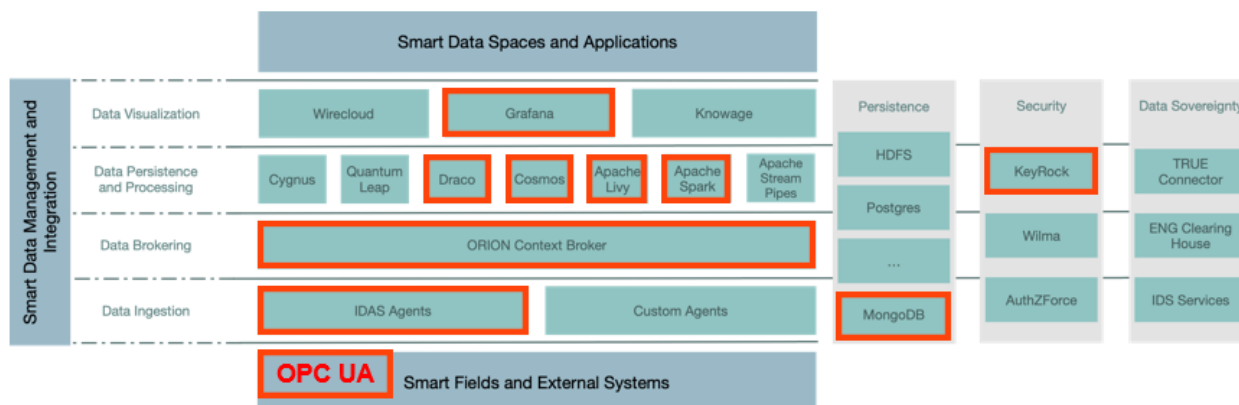 Smart Data Spaces and Applications
Smart Data Management and
Integration
Data Visualization
Wirecloud
Grafana
Knowage
Data Persistence
and Processing
Cygnus
Quantum
Leap
Draco
Cosmos
Apache
Livy
Apache
Spark
Apache
Stream
Pipes
Data Brokering
ORION Context Broker
Data Ingestion
IDAS Agents
Custom Agents
OPC UA
Smart Fields and External Systems
Persistence
HDFS
Postgres
...
MongoDB
Security
KeyRock
Wilma
AuthZForce
Data Sovereignty
TRUE
Connector
ENG Clearing
House
IDS Services